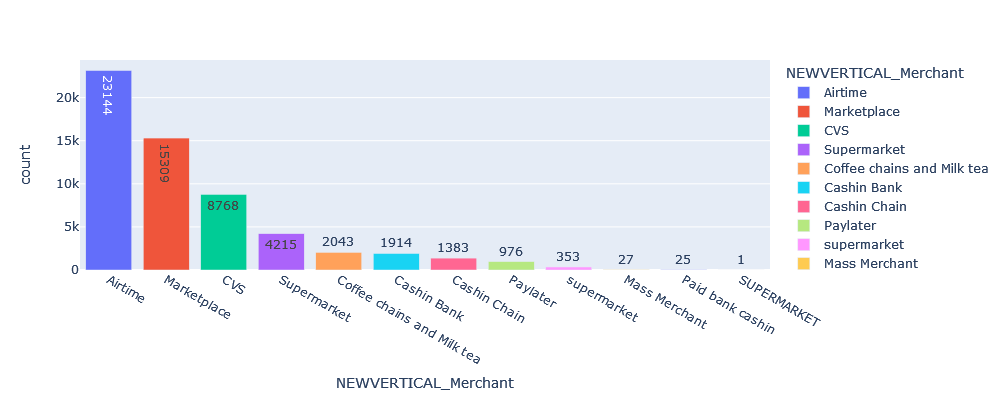 NEWVERTICAL_Merchant
Airtime
Marketplace
CVS
Supermarket
Coffee chains and Milk tea
Cashin Bank
Cashin Chain
Paylater
supermarket
Mass Merchant
count
20k
15k
10k
5k
0
23144
15309
8768
4215
2043
1914
1383
976
353
27
25
1
Airtime
Marketplace
CVS
Supermarket
Coffee chains and Milk tea
Cashin Bank
Cashin Chain
Paylater
supermarket
Mass Merchant
Paid bank cashin
SUPERMARKET
NEWVERTICAL_Merchant